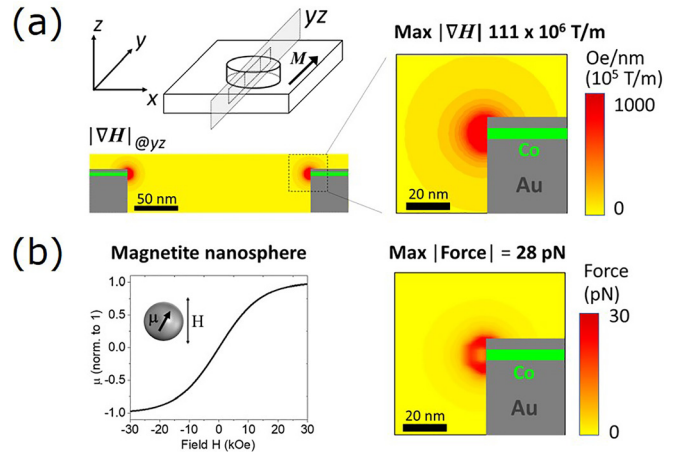 (a)
yz
z
y
x
M
|∇H|@yz
50 nm
Max |∇H| 111 x 10⁶ T/m
Oe/nm
(10⁵ T/m)
1000
0
Co
Au
20 nm
(b)
Magnetite nanosphere
μ (norm. to 1)
1.0
0.5
0.0
-0.5
-1.0
μ
H
-30 -20 -10 0 10 20 30
Field H (kOe)
Max |Force| = 28 pN
Force
(pN)
30
0
Co
Au
20 nm